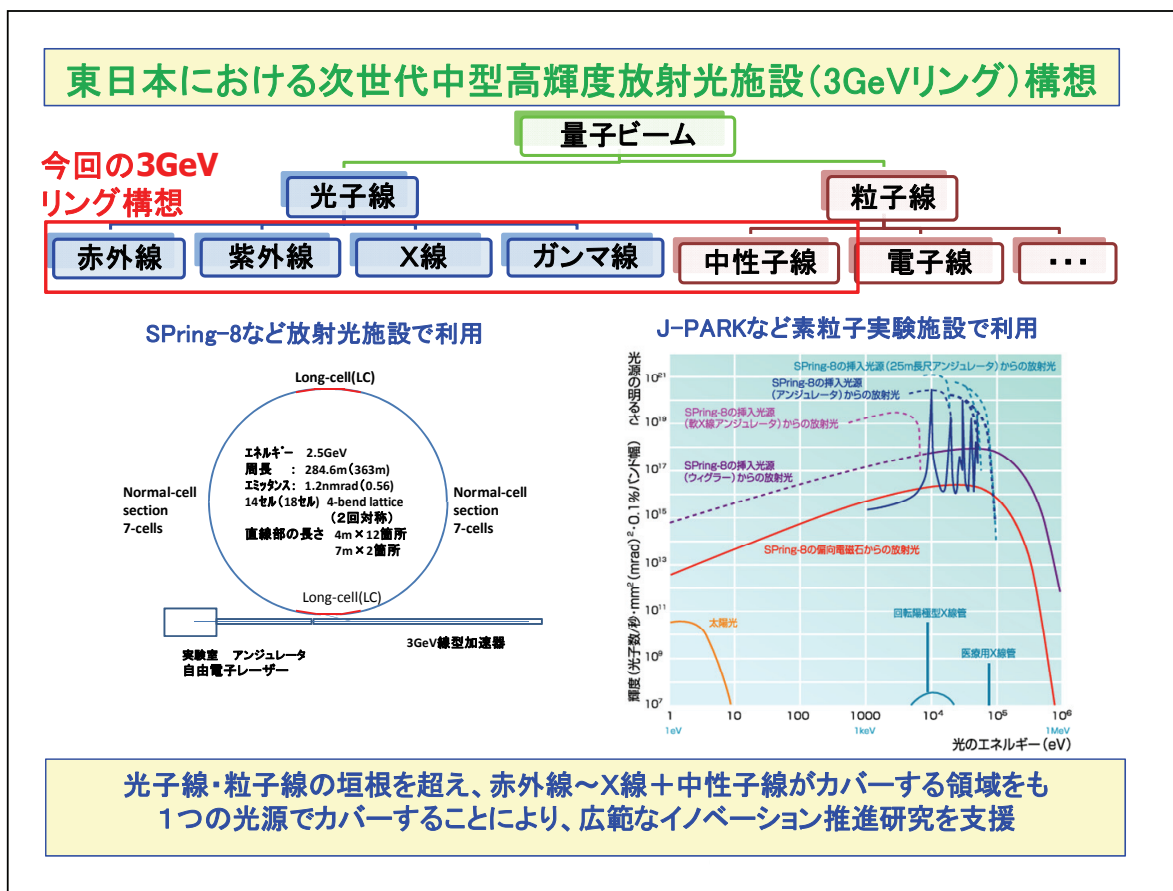 東日本における次世代中型高輝度放射光施設(3GeVリング)構想
量子ビーム
今回の3GeV
リング構想
光子線
粒子線
赤外線
紫外線
X線
ガンマ線
中性子線
電子線
・・・
SPring-8など放射光施設で利用
J-PARKなど素粒子実験施設で利用
Long-cell(LC)
エネルギー 2.5GeV
周長 : 284.6m(363m)
エミッタンス: 1.2nmrad(0.56)
14セル(18セル) 4-bend lattice
(2回対称)
直線部の長さ 4m×12箇所
7m×2箇所
Normal-cell
section
7-cells
Normal-cell
section
7-cells
Long-cell(LC)
3GeV線型加速器
実験室 アンジュレータ
自由電子レーザー
光源の明るさ
輝度(光子数/秒・mm²(mrad)²・0.1%バンド幅)
10²¹
10¹⁹
10¹⁷
10¹⁵
10¹³
10¹¹
10⁹
10⁷
SPring-8の挿入光源(25m長尺アンジュレータ)からの放射光
SPring-8の挿入光源
(アンジュレータ)からの放射光
SPring-8の挿入光源
(軟X線アンジュレータ)からの放射光
SPring-8の挿入光源
(ウィグラー)からの放射光
SPring-8の偏向電磁石からの放射光
回転陽極型X線管
太陽光
医療用X線管
1 10 100 1000 10⁴ 10⁵ 10⁶
1eV 1keV 1MeV
光のエネルギー(eV)
光子線・粒子線の垣根を超え、赤外線~X線+中性子線がカバーする領域をも
1つの光源でカバーすることにより、広範なイノベーション推進研究を支援